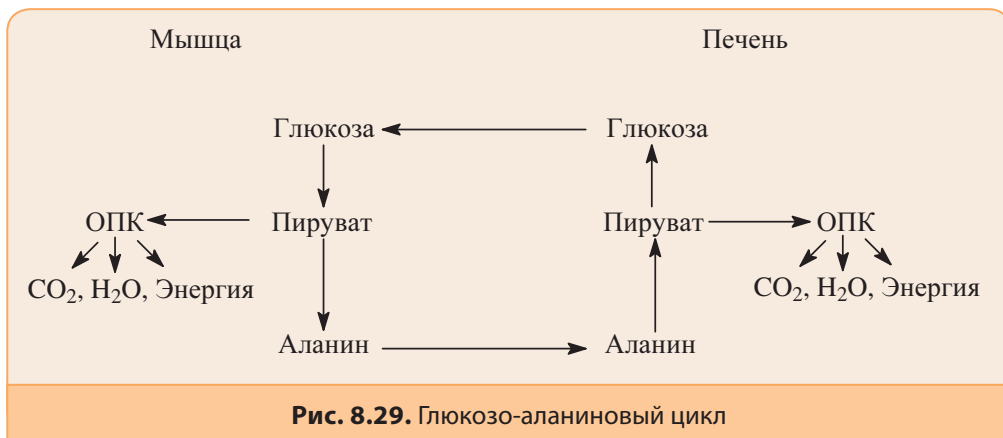 Мышца Печень
Глюкоза Глюкоза
ОПК Пируват Пируват ОПК
CO2, H2O, Энергия CO2, H2O, Энергия
Аланин Аланин
Рис. 8.29. Глюкозо-аланиновый цикл